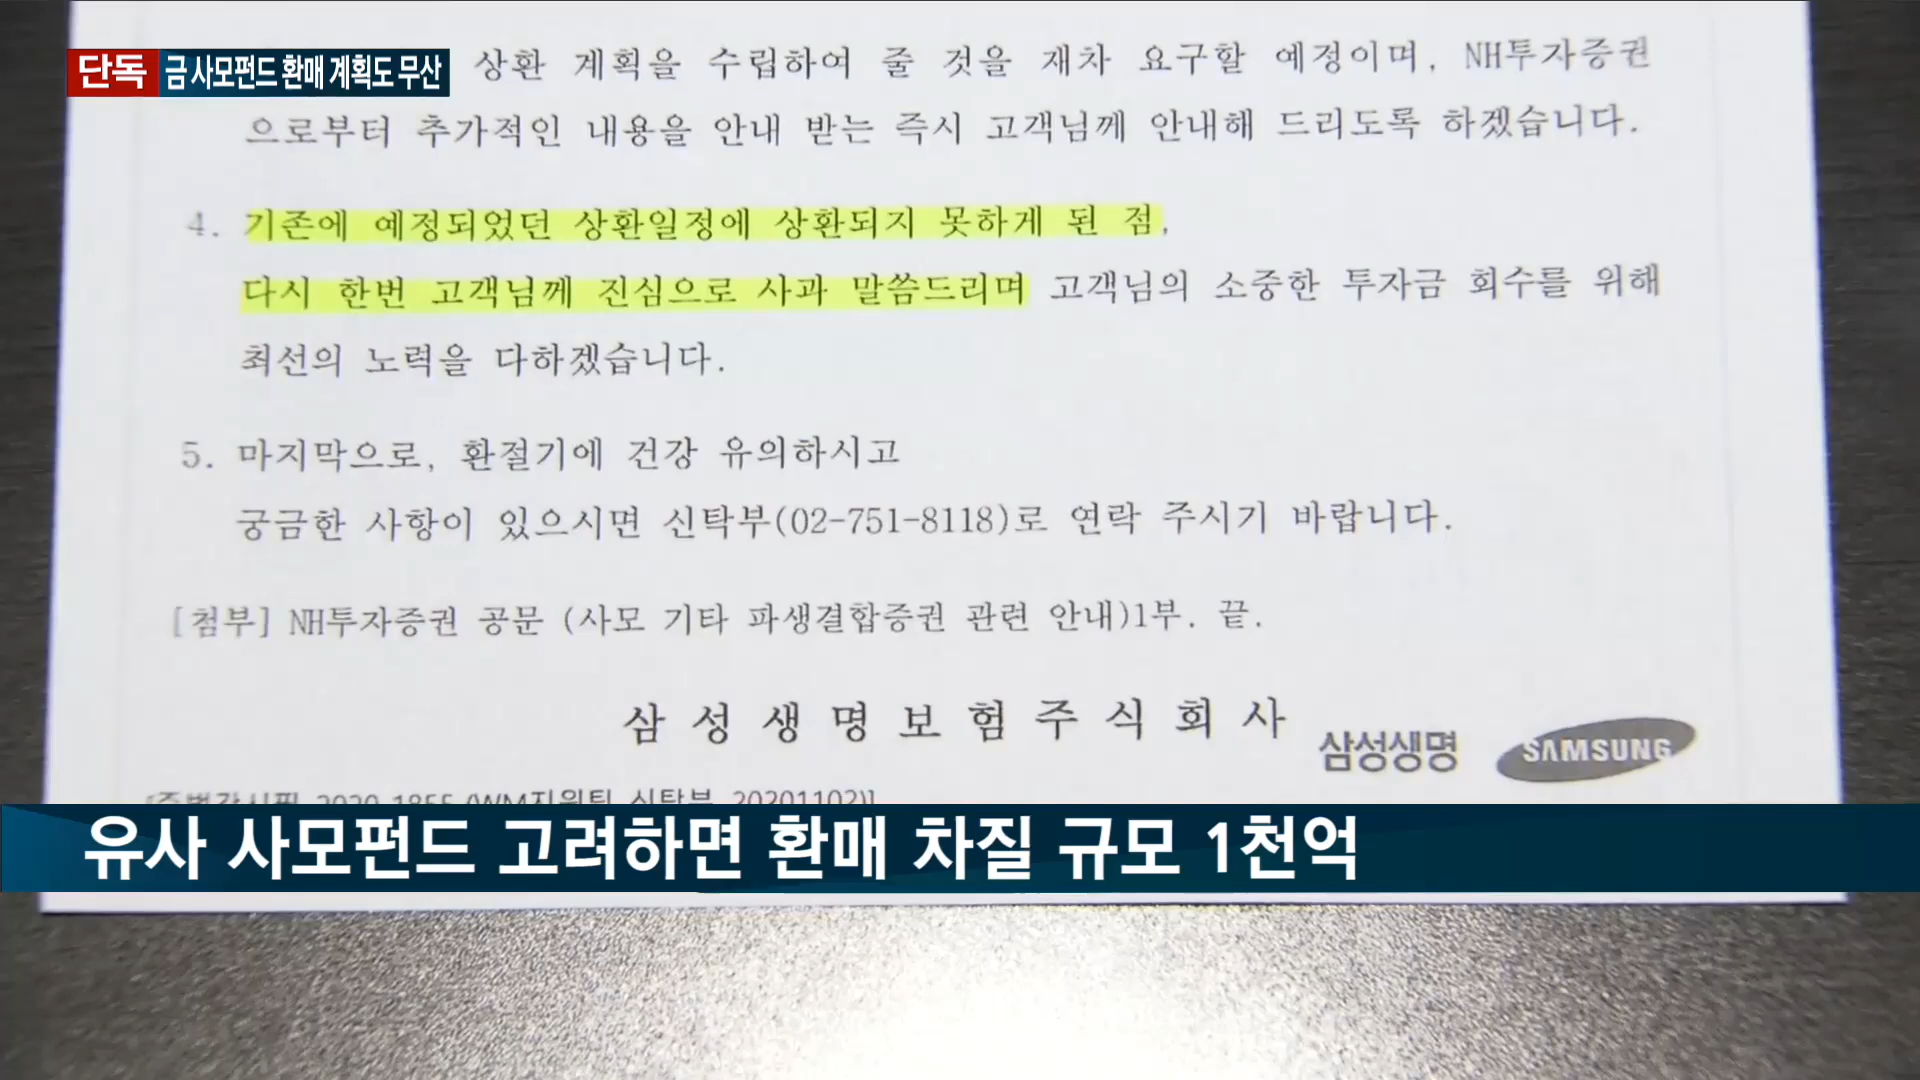 단독 금 사모펀드 환매 계획도 무산
상환 계획을 수립하여 줄 것을 재차 요구할 예정이며, NH투자증권
으로부터 추가적인 내용을 안내 받는 즉시 고객님께 안내해 드리도록 하겠습니다.
4. 기존에 예정되었던 상환일정에 상환되지 못하게 된 점,
다시 한번 고객님께 진심으로 사과 말씀드리며 고객님의 소중한 투자금 회수를 위해
최선의 노력을 다하겠습니다.
5. 마지막으로, 환절기에 건강 유의하시고
궁금한 사항이 있으시면 신탁부(02-751-8118)로 연락 주시기 바랍니다.
[첨부] NH투자증권 공문 (사모 기타 파생결합증권 관련 안내)1부. 끝.
삼성생명보험주식회사 삼성생명 SAMSUNG
2020-1855 (WM지원팀 신탁부 20201102)]
유사 사모펀드 고려하면 환매 차질 규모 1천억